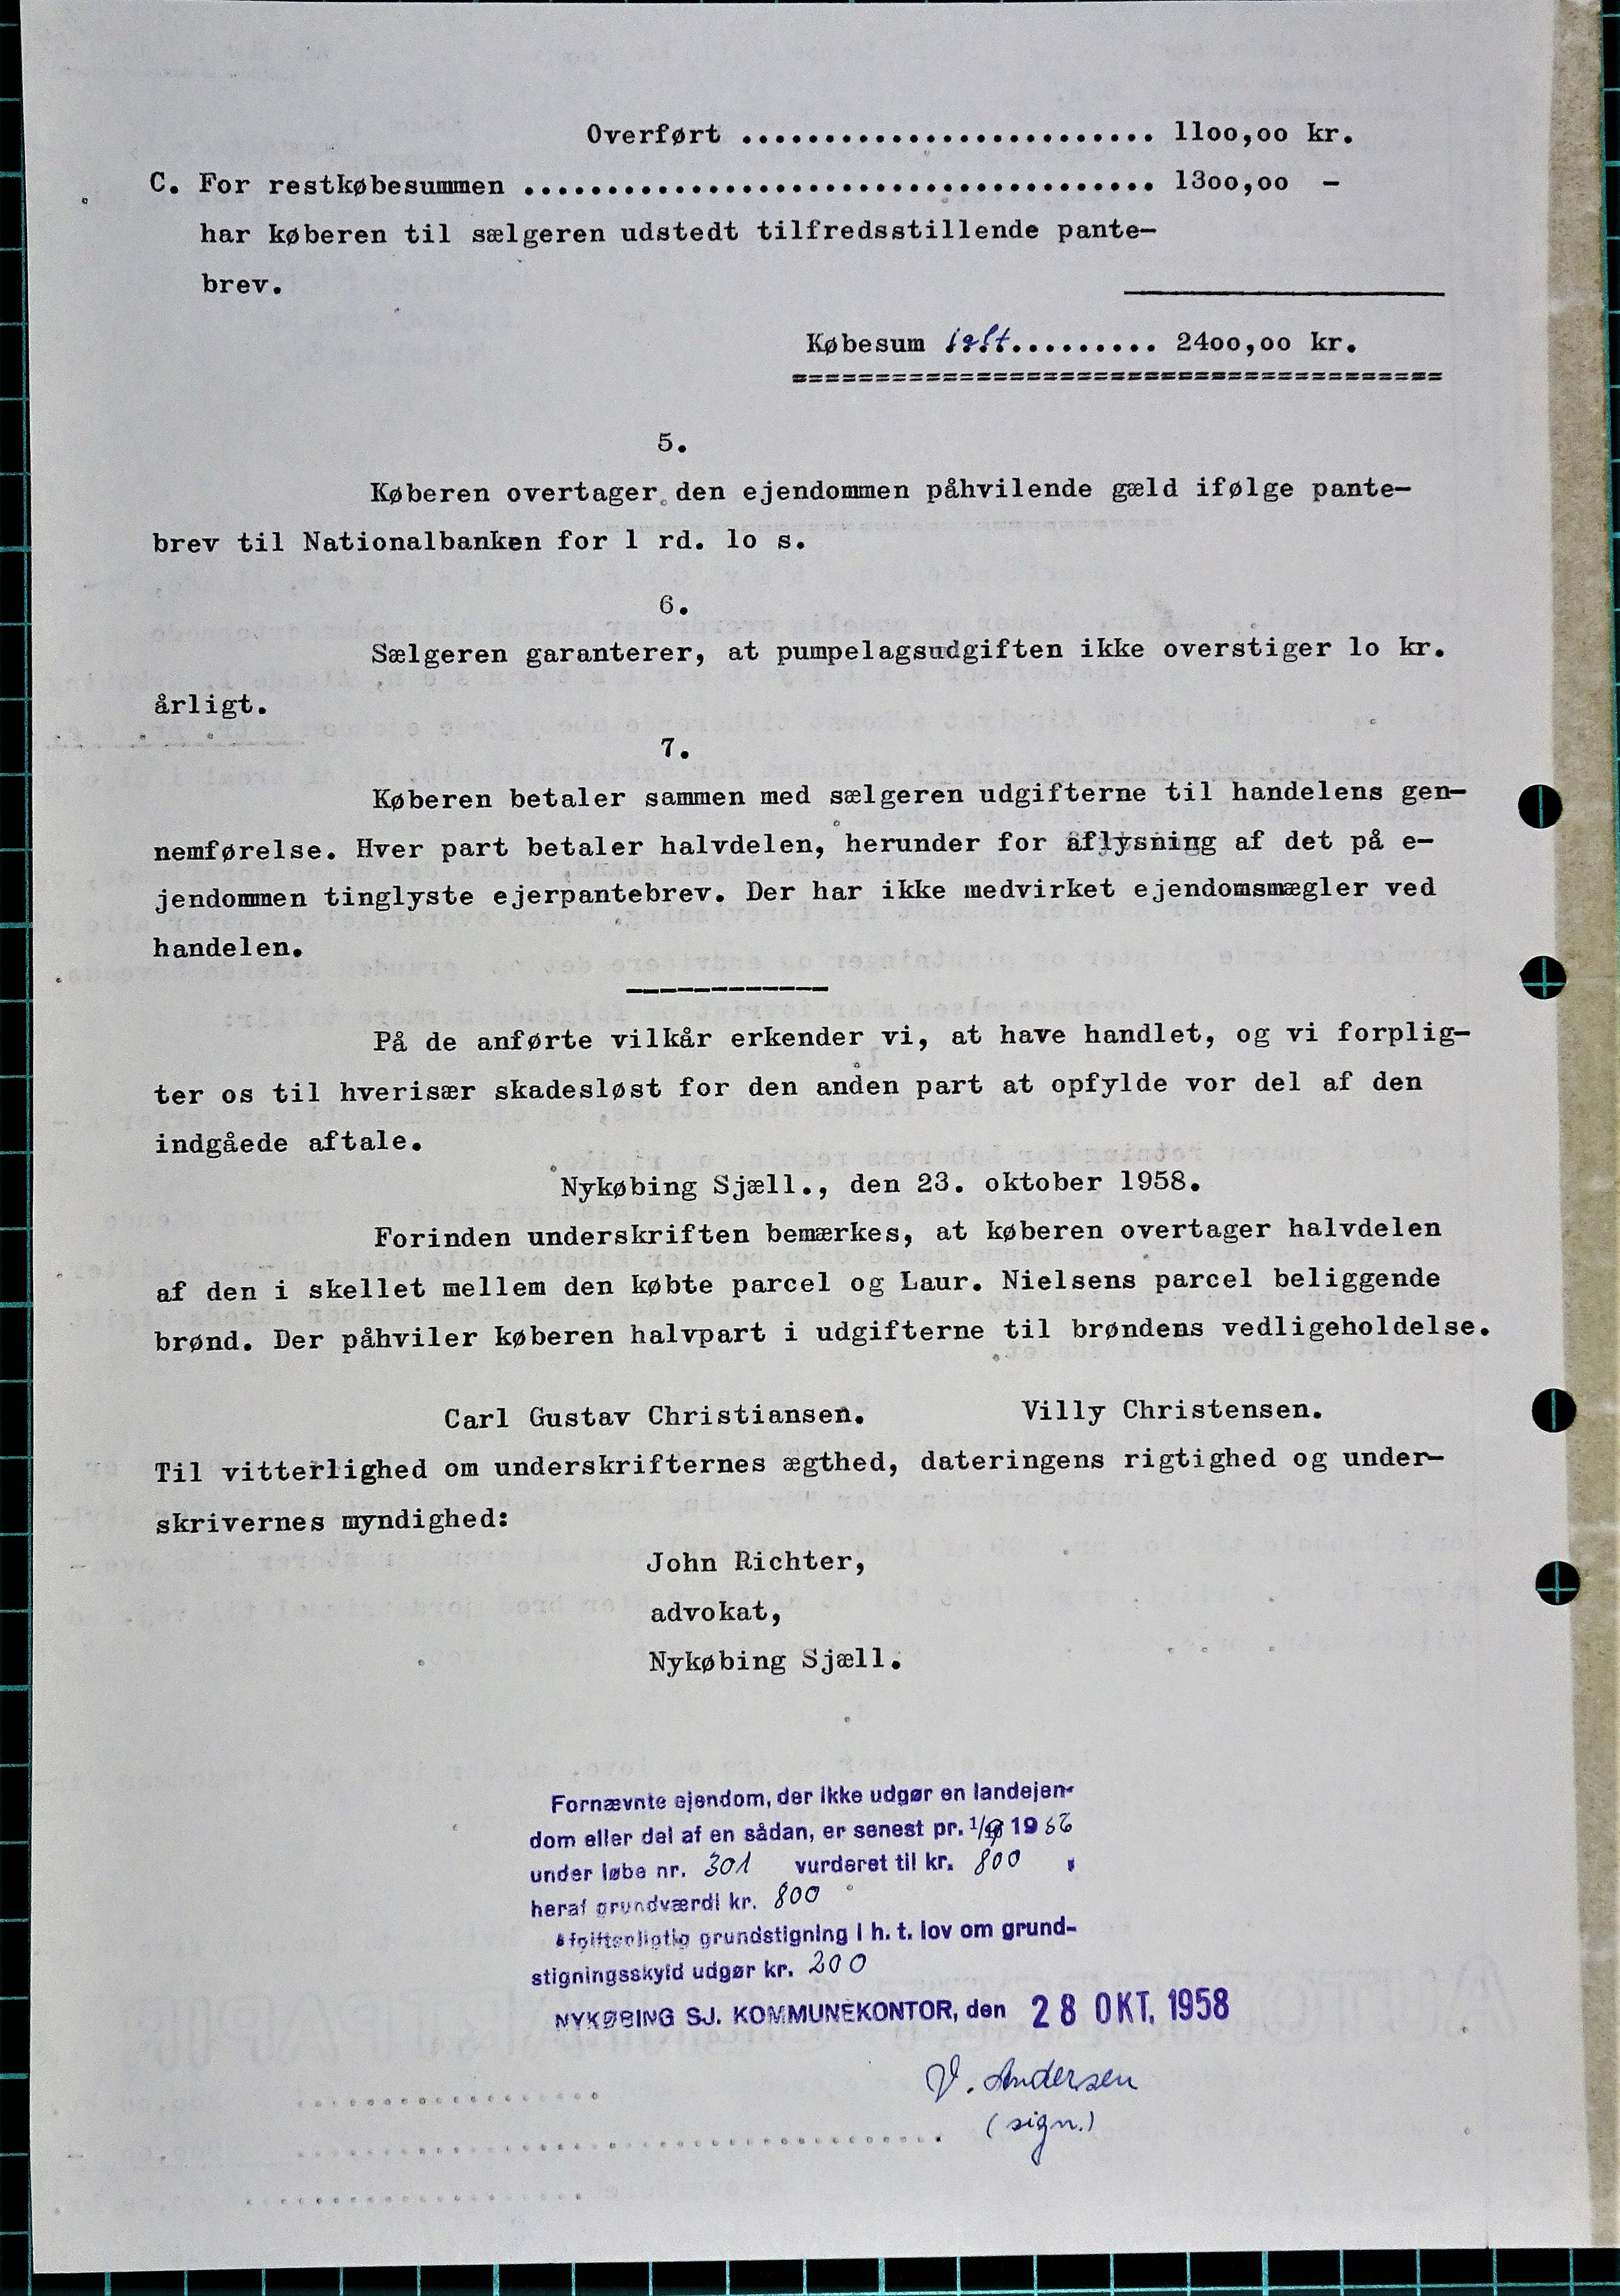 Overført ......................... 1loo,oo kr.
C. For restkøbesummen ...................................... 13oo,oo –
har køberen til sælgeren udstedt tilfredsstillende pante–
brev.
Købesum ialt......... 24oo,oo kr.
5.
Køberen overtager den ejendommen påhvilende gæld ifølge pante–
brev til Nationalbanken for 1 rd. lo s.
6.
Sælgeren garanterer, at pumpelagsudgiften ikke overstiger lo kr.
årligt.
7.
Køberen betaler sammen med sælgeren udgifterne til handelens gen–
nemførelse. Hver part betaler halvdelen, herunder for aflysning af det på e–
jendommen tinglyste ejerpantebrev. Der har ikke medvirket ejendomsmægler ved
handelen.
På de anførte vilkår erkender vi, at have handlet, og vi forplig–
ter os til hverisær skadesløst for den anden part at opfylde vor del af den
indgåede aftale.
Nykøbing Sjæll., den 23. oktober 1958.
Forinden underskriften bemærkes, at køberen overtager halvdelen
af den i skellet mellem den købte parcel og Laur. Nielsens parcel beliggende
brønd. Der påhviler køberen halvpart i udgifterne til brøndens vedligeholdelse.
Carl Gustav Christiansen. Villy Christensen.
Til vitterlighed om underskrifternes ægthed, dateringens rigtighed og under–
skrivernes myndighed:
John Richter,
advokat,
Nykøbing Sjæll.
Fornævnte ejendom, der ikke udgør en landejen-
dom eller del af en sådan, er senest pr. 1/9 1956
under løbe nr. 301 vurderet til kr. 800 ,
heraf grundværdi kr. 800
Afgiftspligtig grundstigning i h. t. lov om grund-
stigningsskyld udgør kr. 200
NYKØBING SJ. KOMMUNEKONTOR, den 28 OKT. 1958
V. Andersen
(sign.)